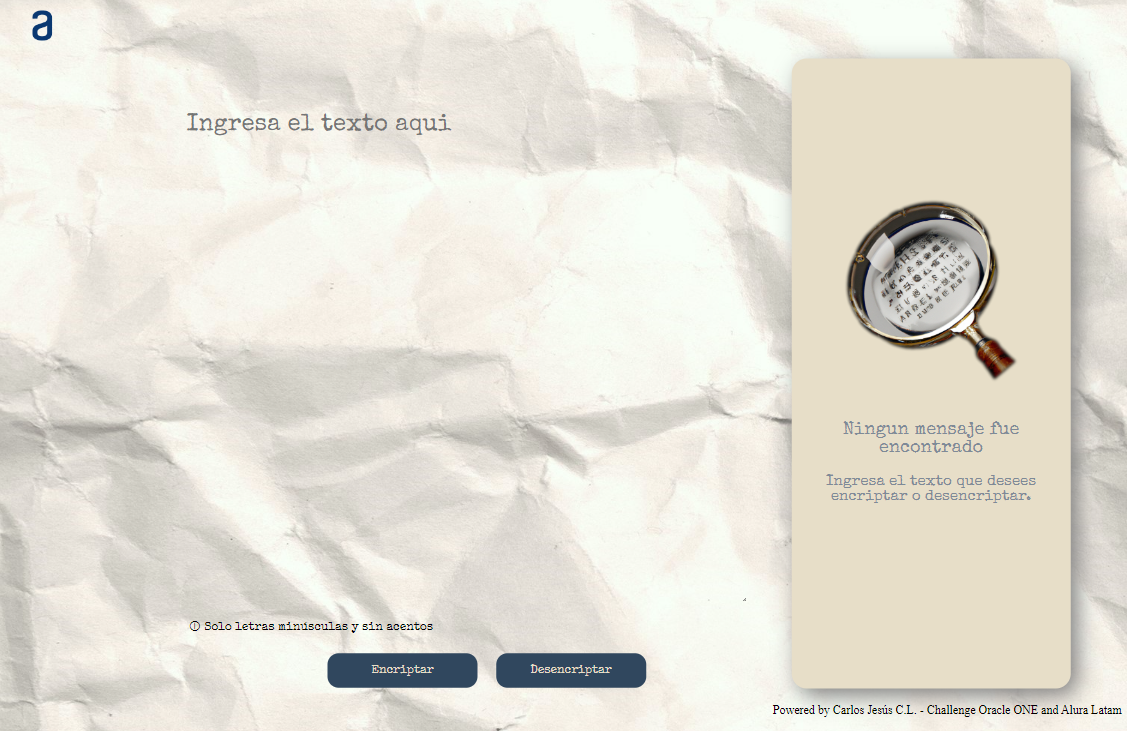 a
Ingresa el texto aqui
Ningun mensaje fue
encontrado
Ingresa el texto que desees
encriptar o desencriptar.
Solo letras minúsculas y sin acentos
Encriptar
Desencriptar
Powered by Carlos Jesús C.L. - Challenge Oracle ONE and Alura Latam